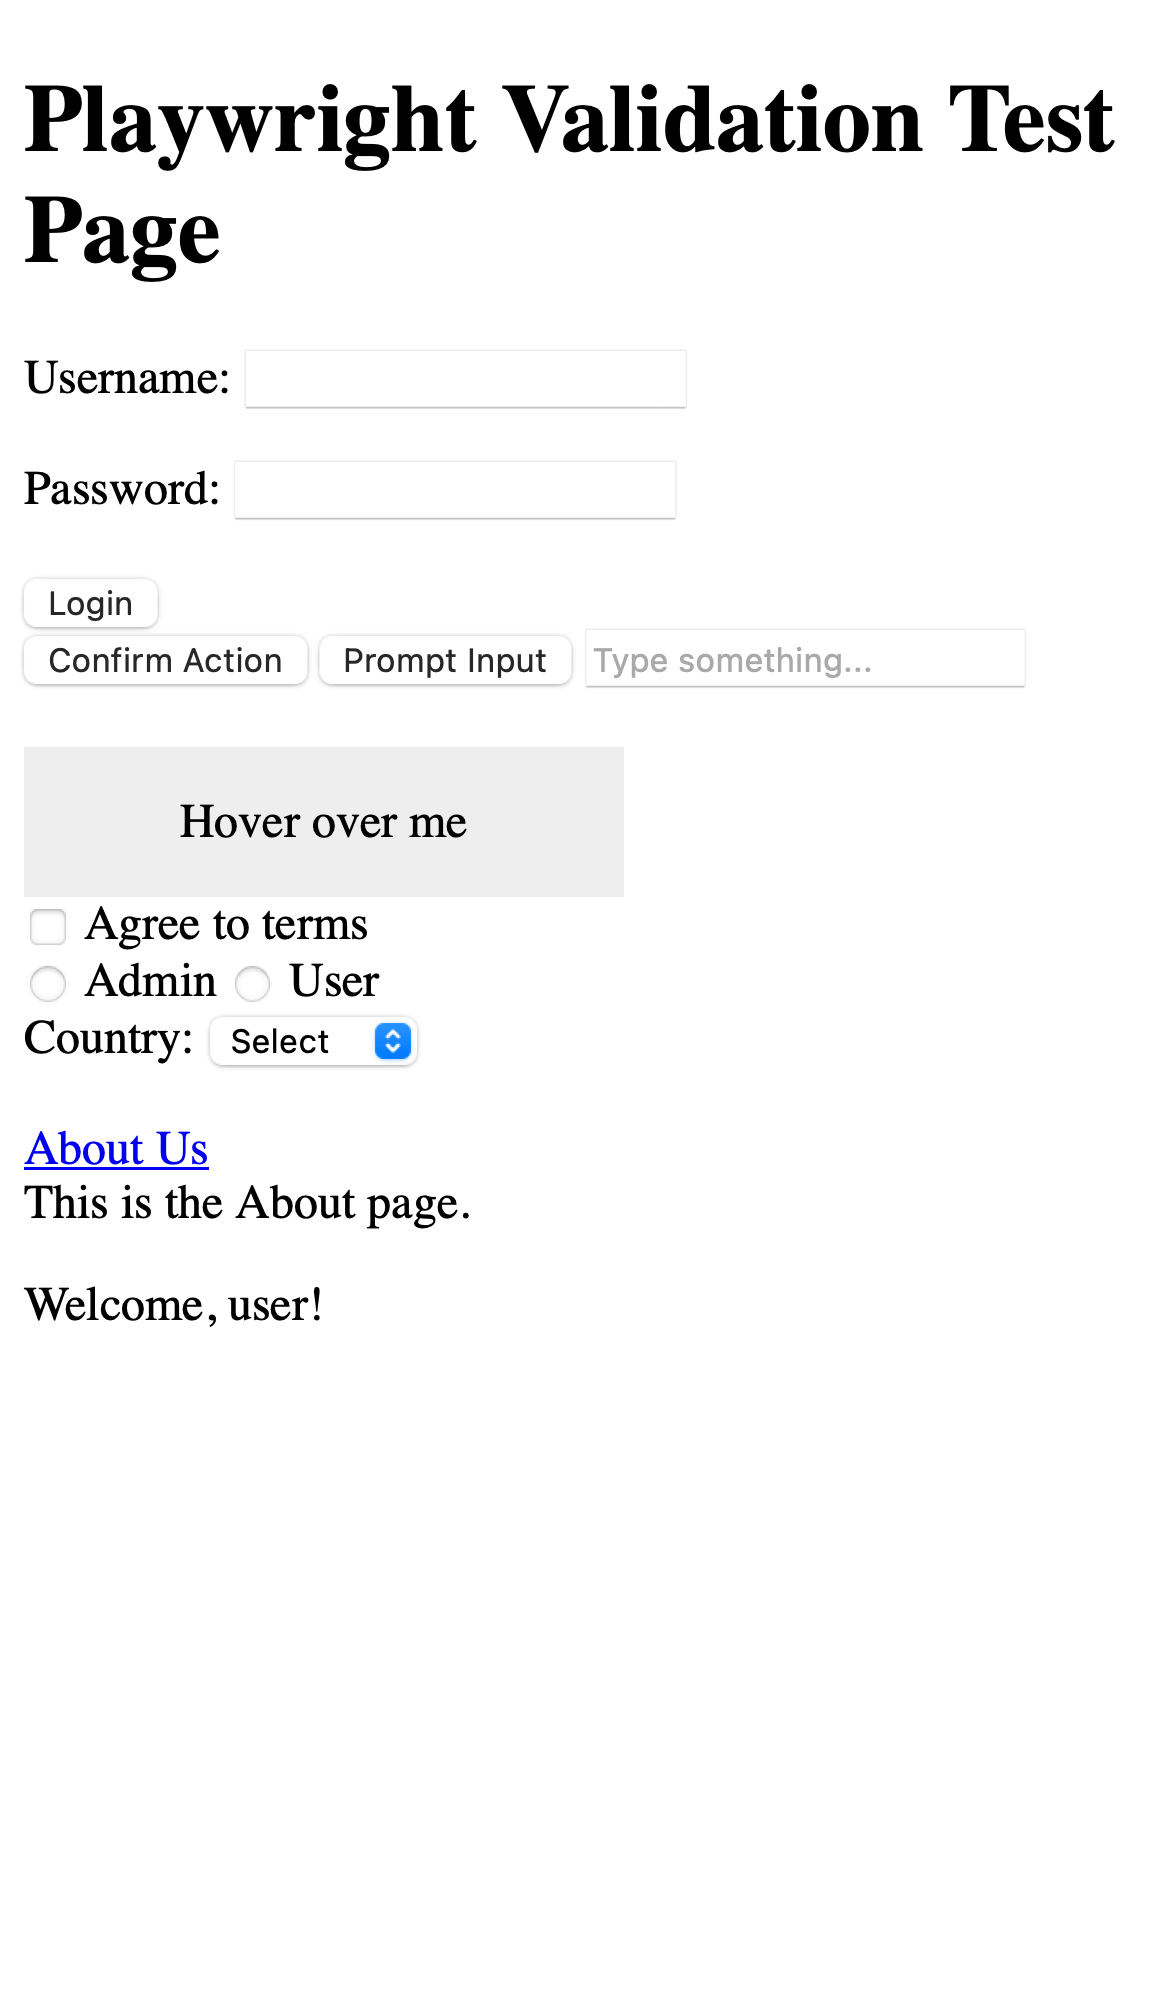 Playwright Validation Test
Page
Username:
Password:
Login
Confirm Action Prompt Input Type something...
Hover over me
Agree to terms
Admin User
Country: Select
About Us
This is the About page.
Welcome, user!